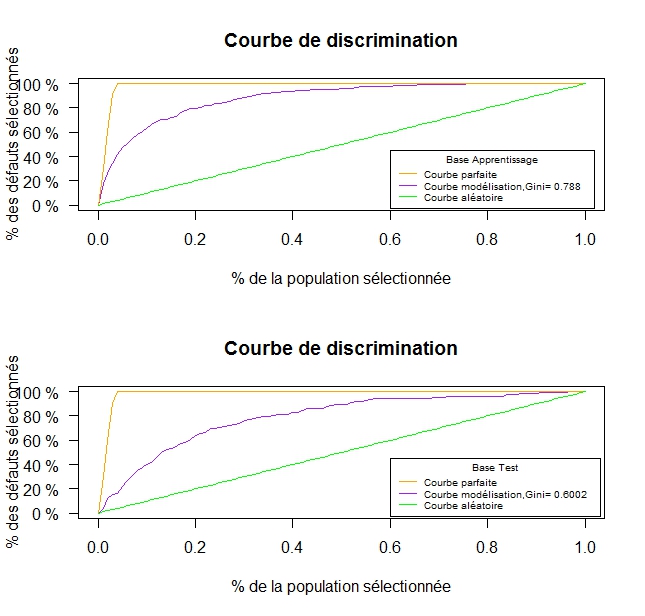 Courbe de discrimination
% des défauts sélectionnés
100 %
80 %
60 %
40 %
20 %
0 %
Base Apprentissage
Courbe parfaite
Courbe modélisation,Gini= 0.788
Courbe aléatoire
0.0 0.2 0.4 0.6 0.8 1.0
% de la population sélectionnée
Courbe de discrimination
% des défauts sélectionnés
100 %
80 %
60 %
40 %
20 %
0 %
Base Test
Courbe parfaite
Courbe modélisation,Gini= 0.6002
Courbe aléatoire
0.0 0.2 0.4 0.6 0.8 1.0
% de la population sélectionnée